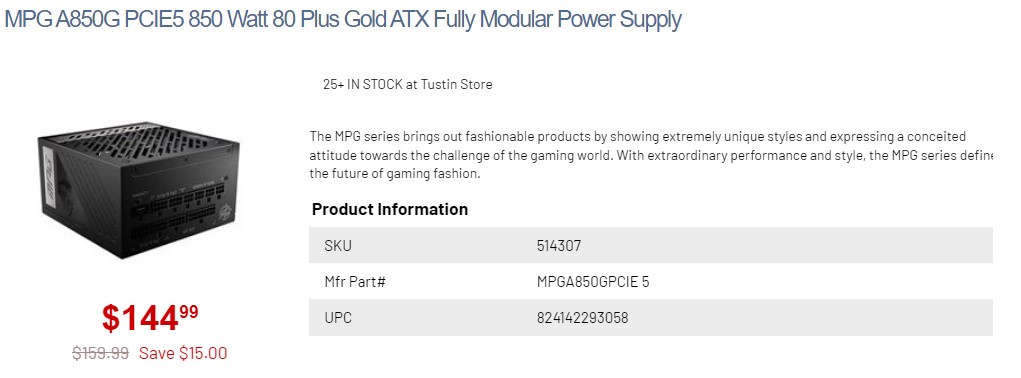 MPG A850G PCIE5 850 Watt 80 Plus Gold ATX Fully Modular Power Supply
25+ IN STOCK at Tustin Store
The MPG series brings out fashionable products by showing extremely unique styles and expressing a conceited
attitude towards the challenge of the gaming world. With extraordinary performance and style, the MPG series define
the future of gaming fashion.
Product Information
SKU 514307
Mfr Part# MPGA850GPCIE 5
UPC 824142293058
$144 99
$159.99 Save $15.00